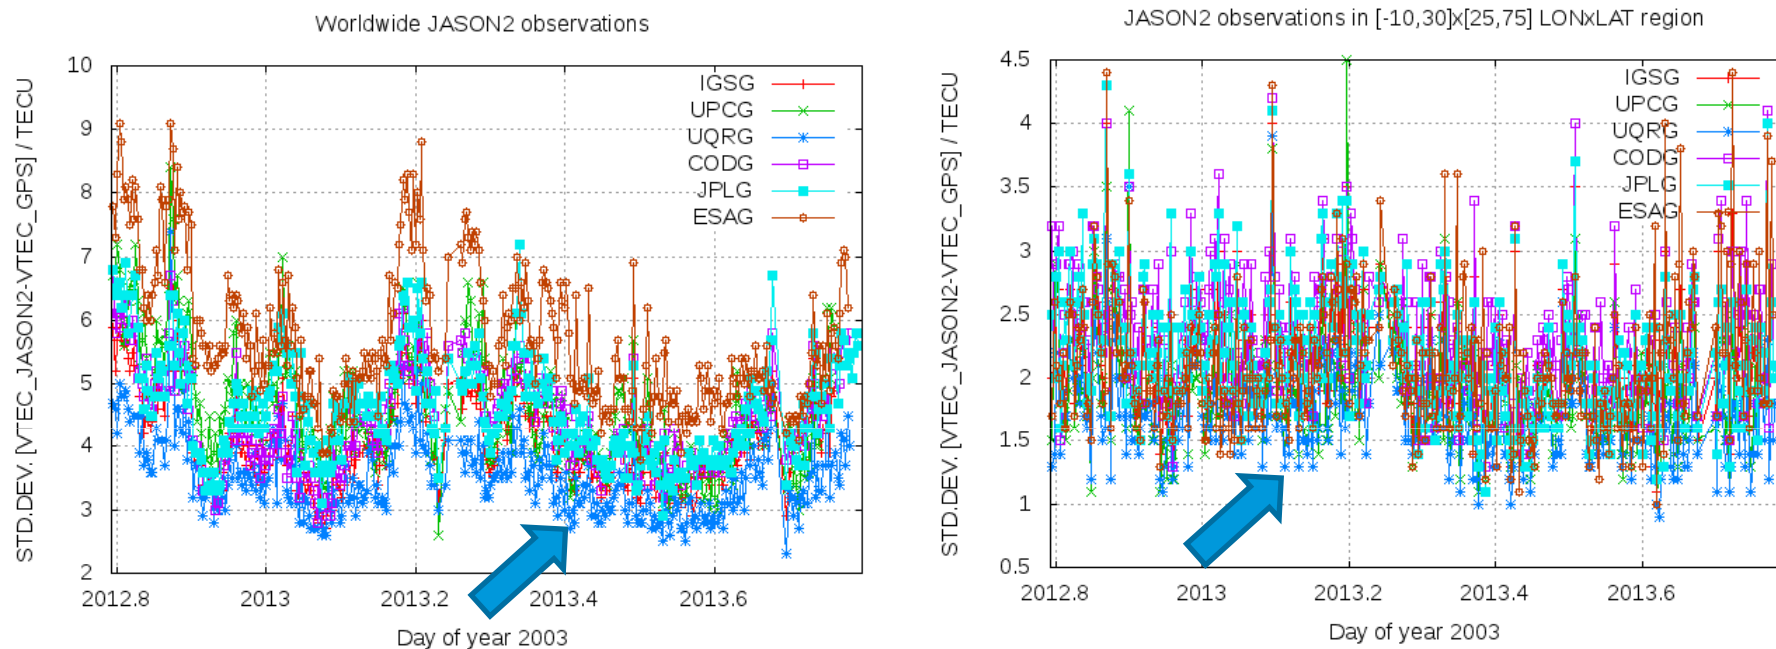 Worldwide JASON2 observations
STD.DEV. [VTEC_JASON2-VTEC_GPS] / TECU
10
9
8
7
6
5
4
3
2
IGSG
UPCG
UQRG
CODG
JPLG
ESAG
2012.8
2013
2013.2
2013.4
2013.6
Day of year 2003
JASON2 observations in [-10,30]x[25,75] LONxLAT region
STD.DEV. [VTEC_JASON2-VTEC_GPS] / TECU
4.5
4
3.5
3
2.5
2
1.5
1
0.5
IGSG
UPCG
UQRG
CODG
JPLG
ESAG
2012.8
2013
2013.2
2013.4
2013.6
Day of year 2003